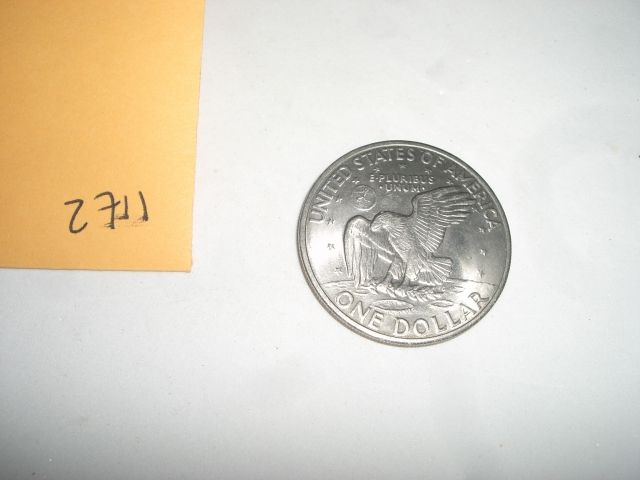 UNITED STATES OF AMERICA
E·PLURIBUS
·UNUM·
ONE DOLLAR